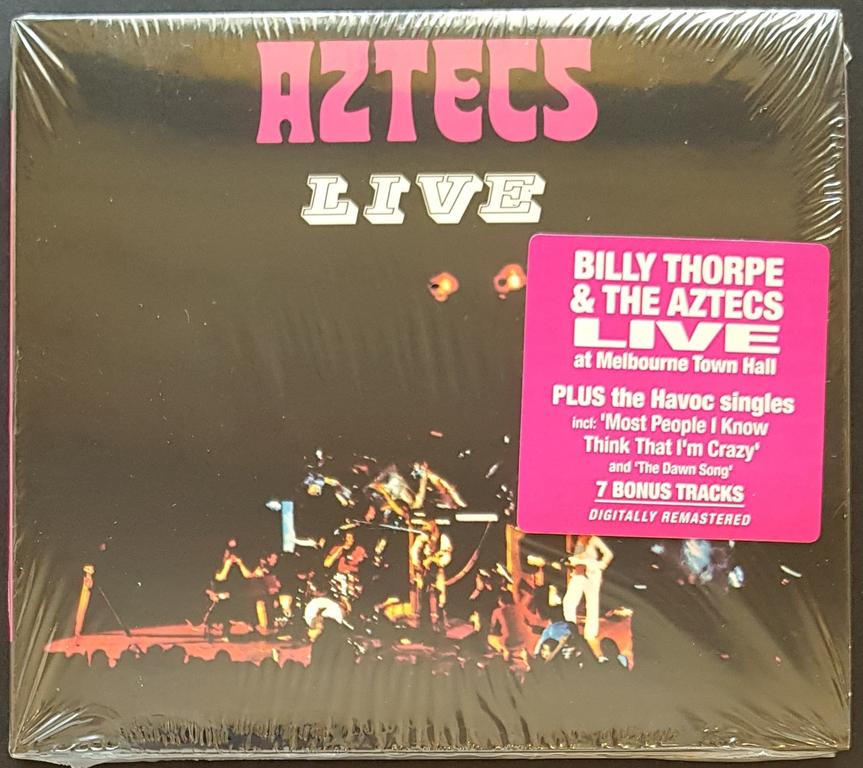 AZTECS
LIVE
BILLY THORPE
& THE AZTECS
LIVE
at Melbourne Town Hall
PLUS the Havoc singles
incl: 'Most People I Know
Think That I'm Crazy'
and 'The Dawn Song'
7 BONUS TRACKS
DIGITALLY REMASTERED